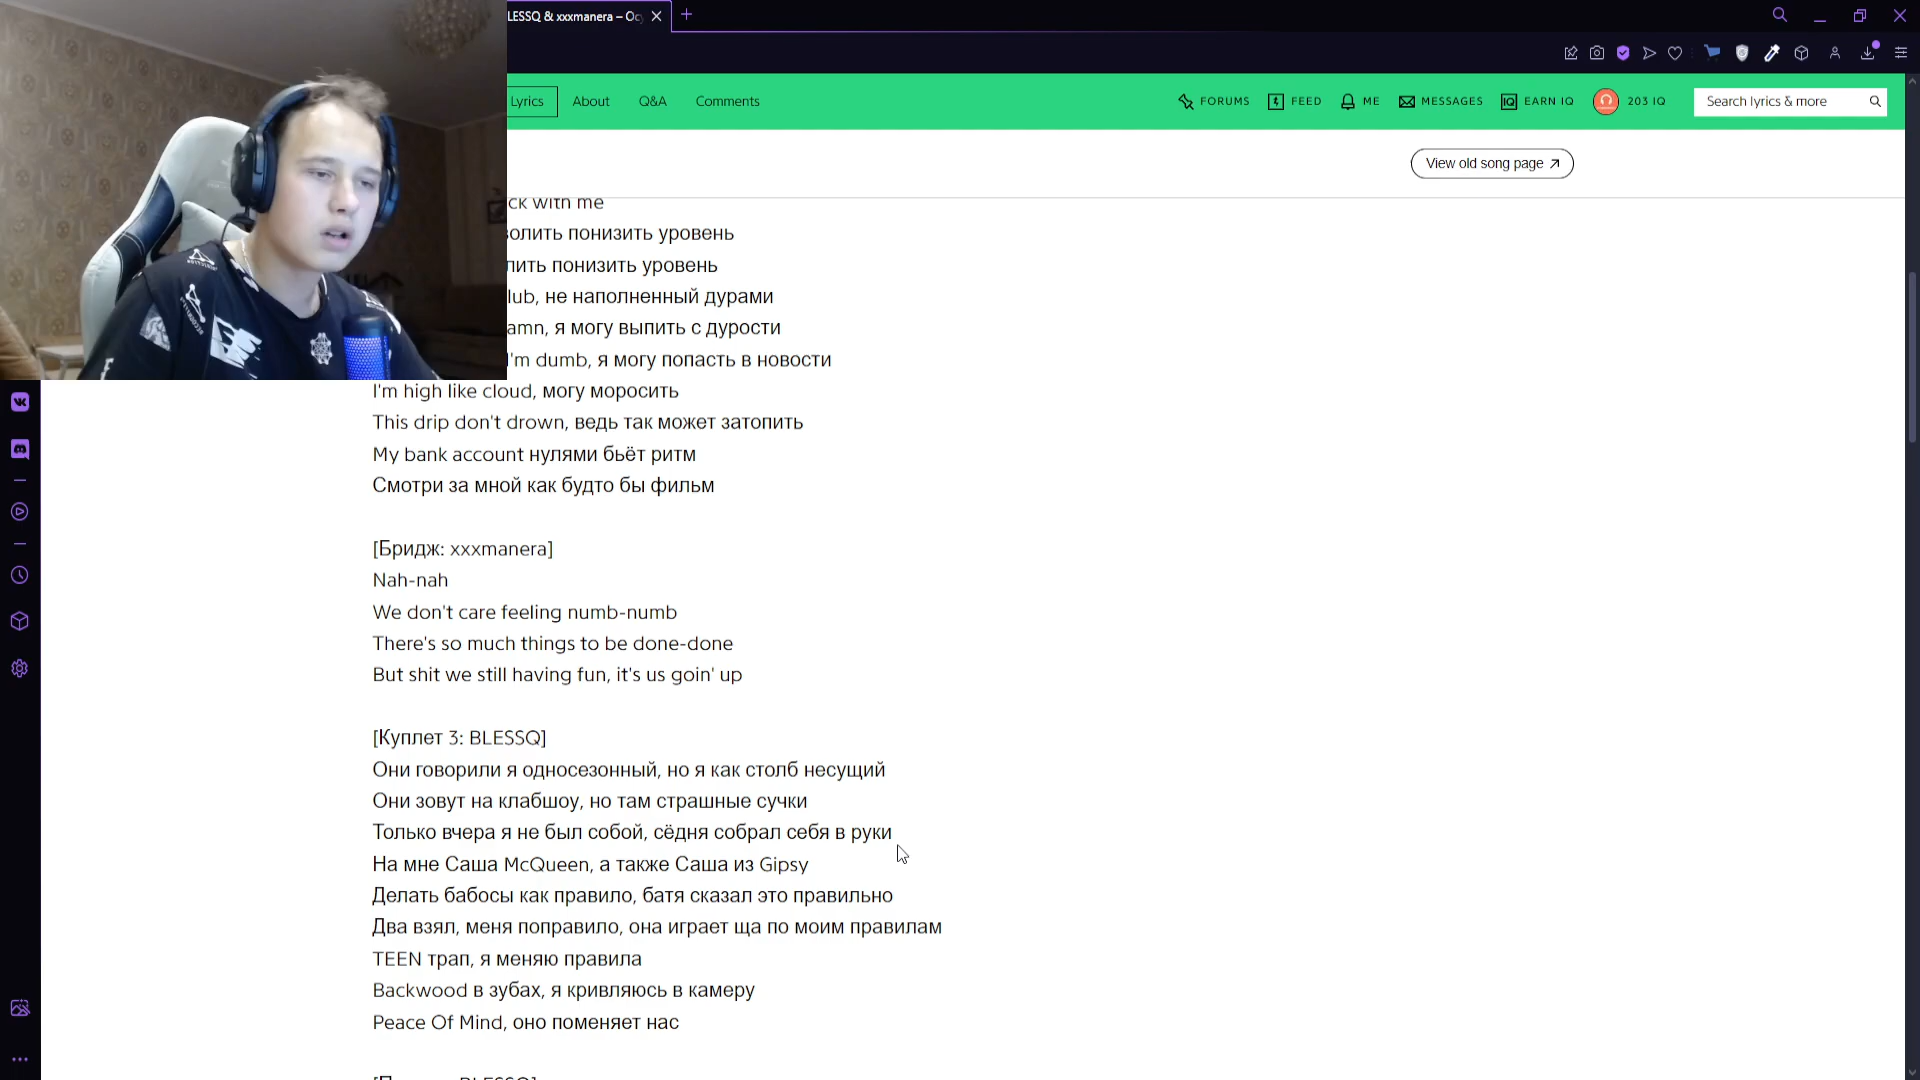 LESSQ & xxxmanera – Oc
Lyrics About Q&A Comments FORUMS FEED ME MESSAGES EARN IQ 203 IQ Search lyrics & more
View old song page
ck with me
волить понизить уровень
лить понизить уровень
lub, не наполненный дурами
amn, я могу выпить с дурости
I'm dumb, я могу попасть в новости
I'm high like cloud, могу моросить
This drip don't drown, ведь так может затопить
My bank account нулями бьёт ритм
Смотри за мной как будто бы фильм
[Бридж: xxxmanera]
Nah-nah
We don't care feeling numb-numb
There's so much things to be done-done
But shit we still having fun, it's us goin' up
[Куплет 3: BLESSQ]
Они говорили я односезонный, но я как столб несущий
Они зовут на клабшоу, но там страшные сучки
Только вчера я не был собой, сёдня собрал себя в руки
На мне Саша McQueen, а также Саша из Gipsy
Делать бабосы как правило, батя сказал это правильно
Два взял, меня поправило, она играет ща по моим правилам
TEEN трап, я меняю правила
Backwood в зубах, я кривляюсь в камеру
Peace Of Mind, оно поменяет нас